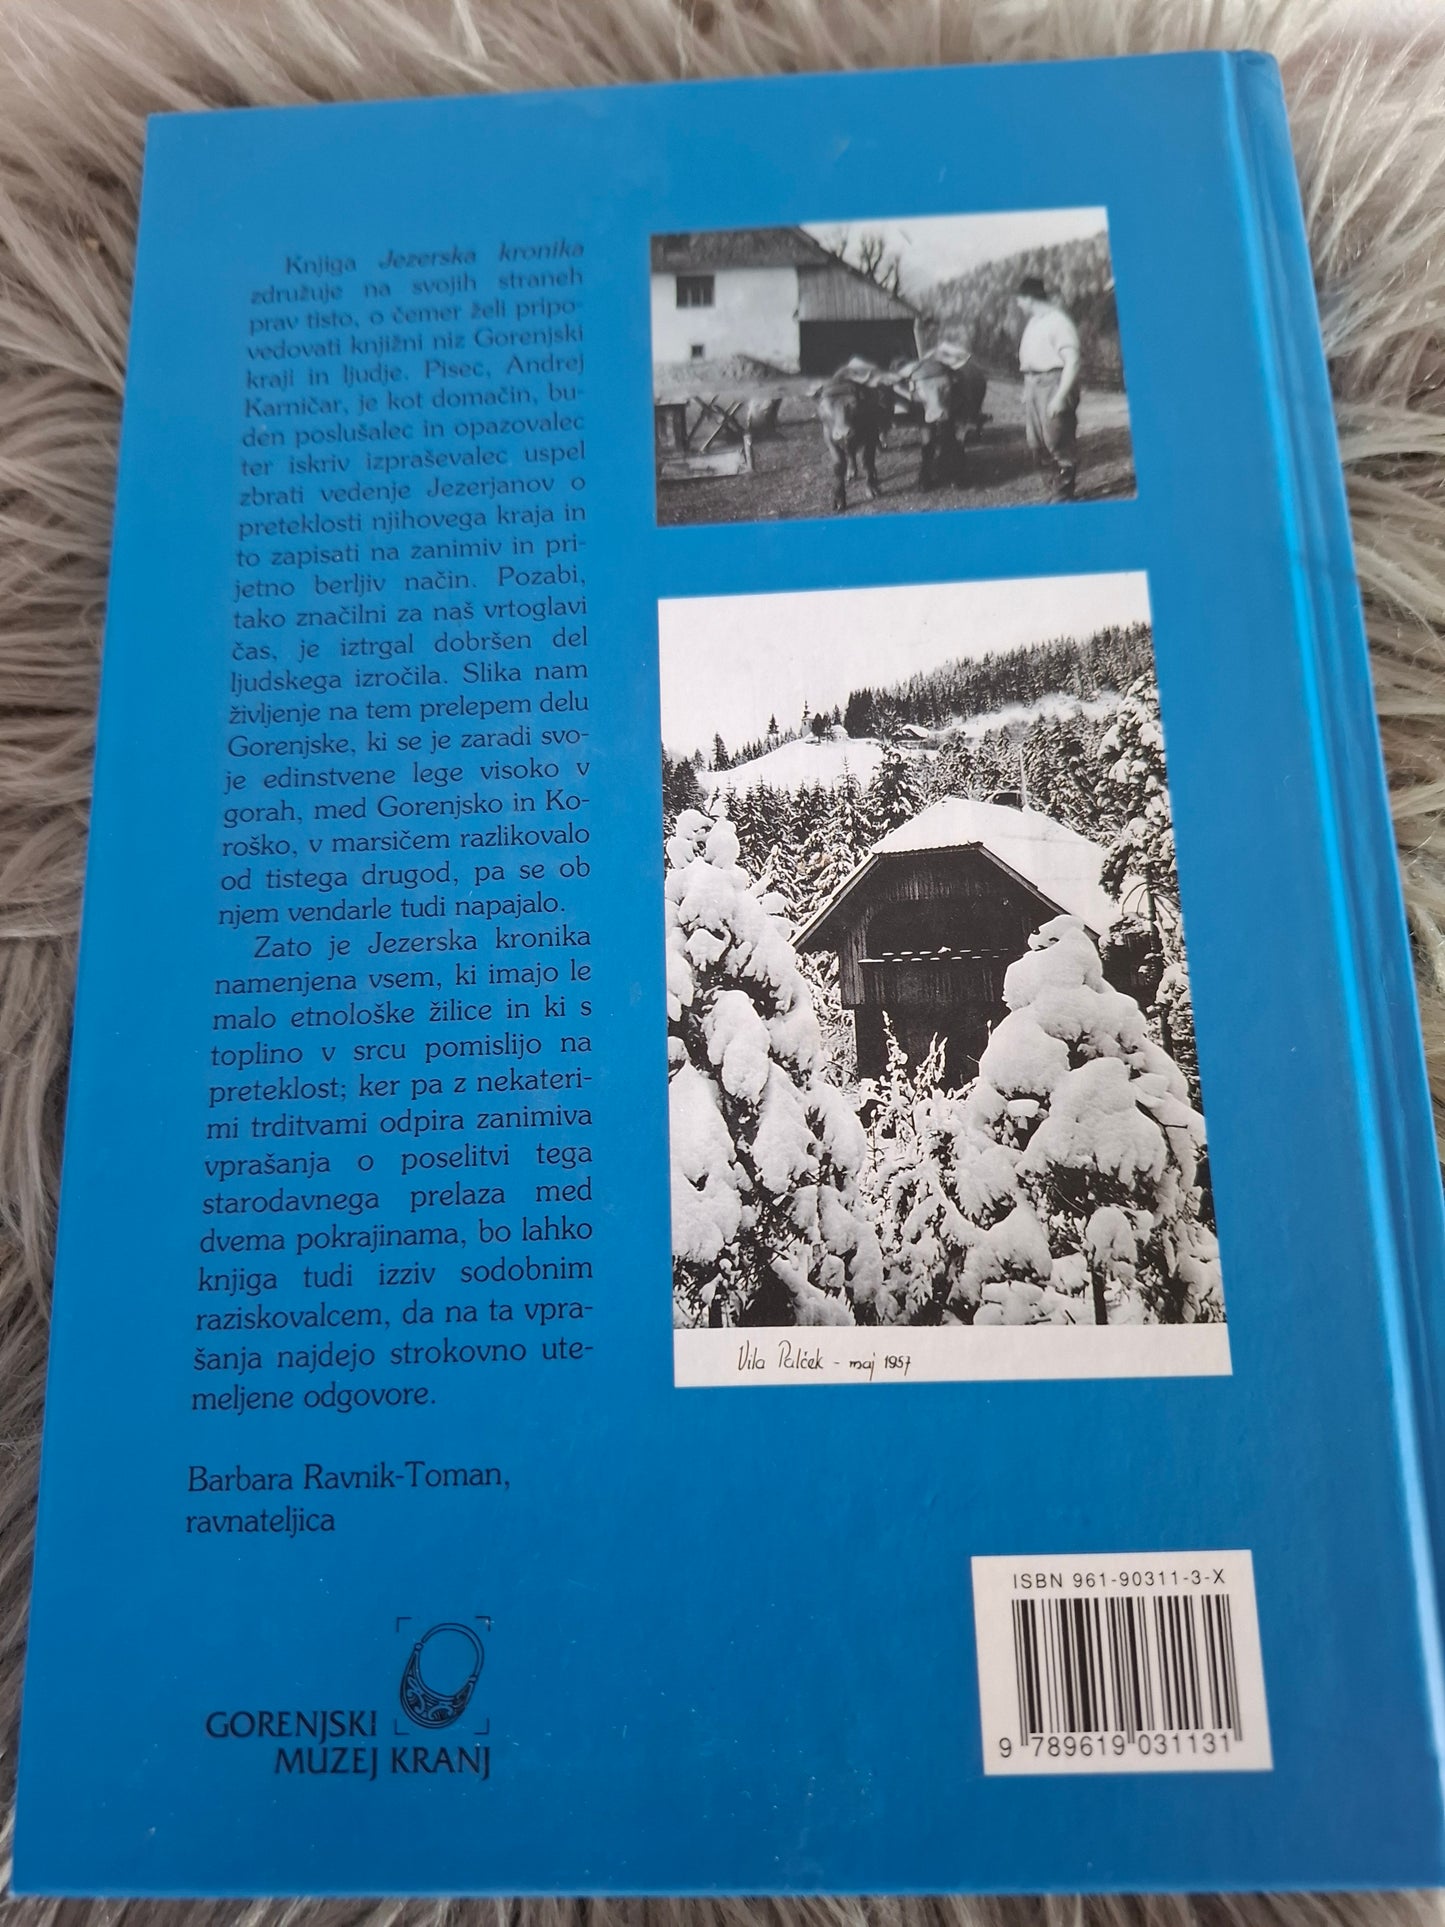 Knjiga Jezerska kronika
združuje na svojih straneh
prav tisto, o čemer želi pripo-
vedovati knjižni niz Gorenjski
kraji in ljudje. Pisec, Andrej
Karničar, je kot domačin, bu-
den poslušalec in opazovalec
ter iskriv izpraševalec uspel
zbrati vedenje Jezerjanov o
preteklosti njihovega kraja in
to zapisati na zanimiv in pri-
jetno berljiv način. Pozabi,
tako značilni za naš vrtoglavi
čas, je iztrgal dobršen del
ljudskega izročila. Slika nam
življenje na tem prelepem delu
Gorenjske, ki se je zaradi svo-
je edinstvene lege visoko v
gorah, med Gorenjsko in Ko-
roško, v marsičem razlikovalo
od tistega drugod, pa se ob
njem vendarle tudi napajalo.
Zato je Jezerska kronika
namenjena vsem, ki imajo le
malo etnološke žilice in ki s
toplino v srcu pomislijo na
preteklost; ker pa z nekateri-
mi trditvami odpira zanimiva
vprašanja o poselitvi tega
starodavnega prelaza med
dvema pokrajinama, bo lahko
knjiga tudi izziv sodobnim
raziskovalcem, da na ta vpra-
šanja najdejo strokovno ute-
meljene odgovore.
Barbara Ravnik-Toman,
ravnateljica
GORENJSKI
MUZEJ KRANJ
Vila Palček - maj 1957
ISBN 961-90311-3-X
9 789619 031131